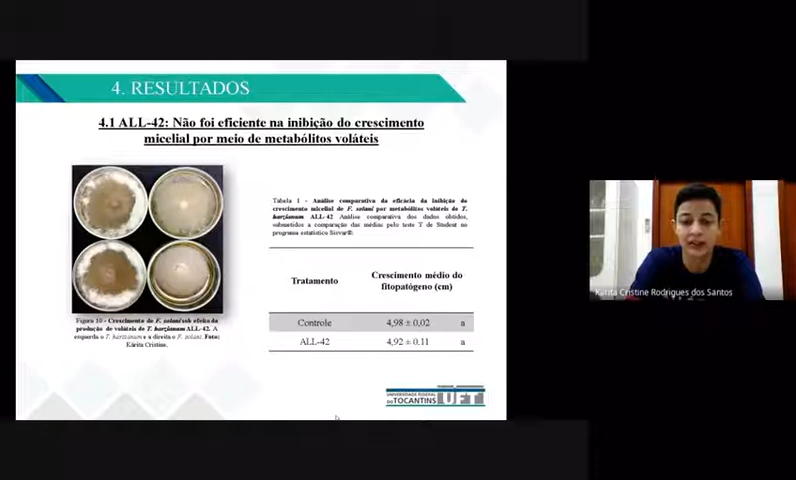 4. RESULTADOS
4.1 ALL-42: Não foi eficiente na inibição do crescimento
micelial por meio de metabólitos voláteis
Tabela 1 - Análise comparativa da eficácia da inibição do
crescimento micelial de F. solani por metabólitos voláteis de T.
harzianum ALL-42 Análise comparativa dos dados obtidos,
submetidos a comparação das médias pelo teste T de Student no
programa estatístico Sisvar®.
Tratamento
Crescimento médio do
fitopatógeno (cm)
Controle 4,98 ± 0,02 a
ALL-42 4,92 ± 0.11 a
Figura 10 - Crescimento do F. solani sob efeito da
produção de voláteis de T. harzianum ALL-42. A
esquerda o T. harzianum e a direita o F. solani. Foto:
Kárita Cristine.
UNIVERSIDADE FEDERAL
DO TOCANTINS UFT
Kárita Cristine Rodrigues dos Santos